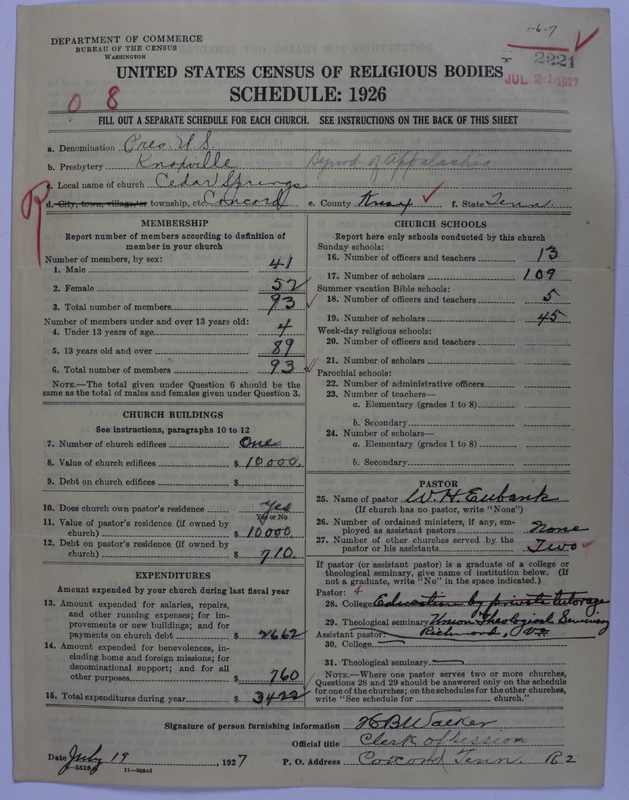 1-6-7
DEPARTMENT OF COMMERCE
BUREAU OF THE CENSUS
WASHINGTON
2221
JUL 21 1927
UNITED STATES CENSUS OF RELIGIOUS BODIES
SCHEDULE: 1926
0 8
FILL OUT A SEPARATE SCHEDULE FOR EACH CHURCH. SEE INSTRUCTIONS ON THE BACK OF THIS SHEET
a. Denomination Pres. U.S.
b. Presbytery Knoxville Synod of Appalachia
c. Local name of church Cedar Springs
R
d. City, town, village, or township, etc. Concord e. County Knox f. State Tenn.
MEMBERSHIP
Report number of members according to definition of member in your church
Number of members, by sex:
1. Male 41
2. Female 52
3. Total number of members 93
Number of members under and over 13 years old:
4. Under 13 years of age 4
5. 13 years old and over 89
6. Total number of members 93
NOTE.—The total given under Question 6 should be the same as the total of males and females given under Question 3.
CHURCH BUILDINGS
See instructions, paragraphs 10 to 12
7. Number of church edifices One
8. Value of church edifices $ 10000.
9. Debt on church edifices $
10. Does church own pastor's residence Yes
Yes or No
11. Value of pastor's residence (if owned by church) $ 10000
12. Debt on pastor's residence (if owned by church) $ 710.
EXPENDITURES
Amount expended by your church during last fiscal year
13. Amount expended for salaries, repairs, and other running expenses; for improvements or new buildings; and for payments on church debt $ 2662
14. Amount expended for benevolences, including home and foreign missions; for denominational support; and for all other purposes $ 760
15. Total expenditures during year $ 3422
CHURCH SCHOOLS
Report here only schools conducted by this church
Sunday schools:
16. Number of officers and teachers 13
17. Number of scholars 109
Summer vacation Bible schools:
18. Number of officers and teachers 5
19. Number of scholars 45
Week-day religious schools:
20. Number of officers and teachers
21. Number of scholars
Parochial schools:
22. Number of administrative officers
23. Number of teachers—
a. Elementary (grades 1 to 8)
b. Secondary
24. Number of scholars—
a. Elementary (grades 1 to 8)
b. Secondary
PASTOR
25. Name of pastor W. H. Eubank
(If church has no pastor, write "None")
26. Number of ordained ministers, if any, employed as assistant pastors None
27. Number of other churches served by the pastor or his assistants Two
If pastor (or assistant pastor) is a graduate of a college or theological seminary, give name of institution below. (If not a graduate, write "No" in the space indicated.)
Pastor: 4
28. College Education by private tutorage
29. Theological seminary Union Theological Seminary
Assistant pastor: Richmond, Va.
30. College
31. Theological seminary
NOTE.—Where one pastor serves two or more churches, Questions 28 and 29 should be answered only on the schedule for one of the churches; on the schedules for the other churches, write "See schedule for church."
Signature of person furnishing information H B Walker
Official title Clerk of Session
Date July 19 1927 P. O. Address Concord Tenn. R 2
11—9684d